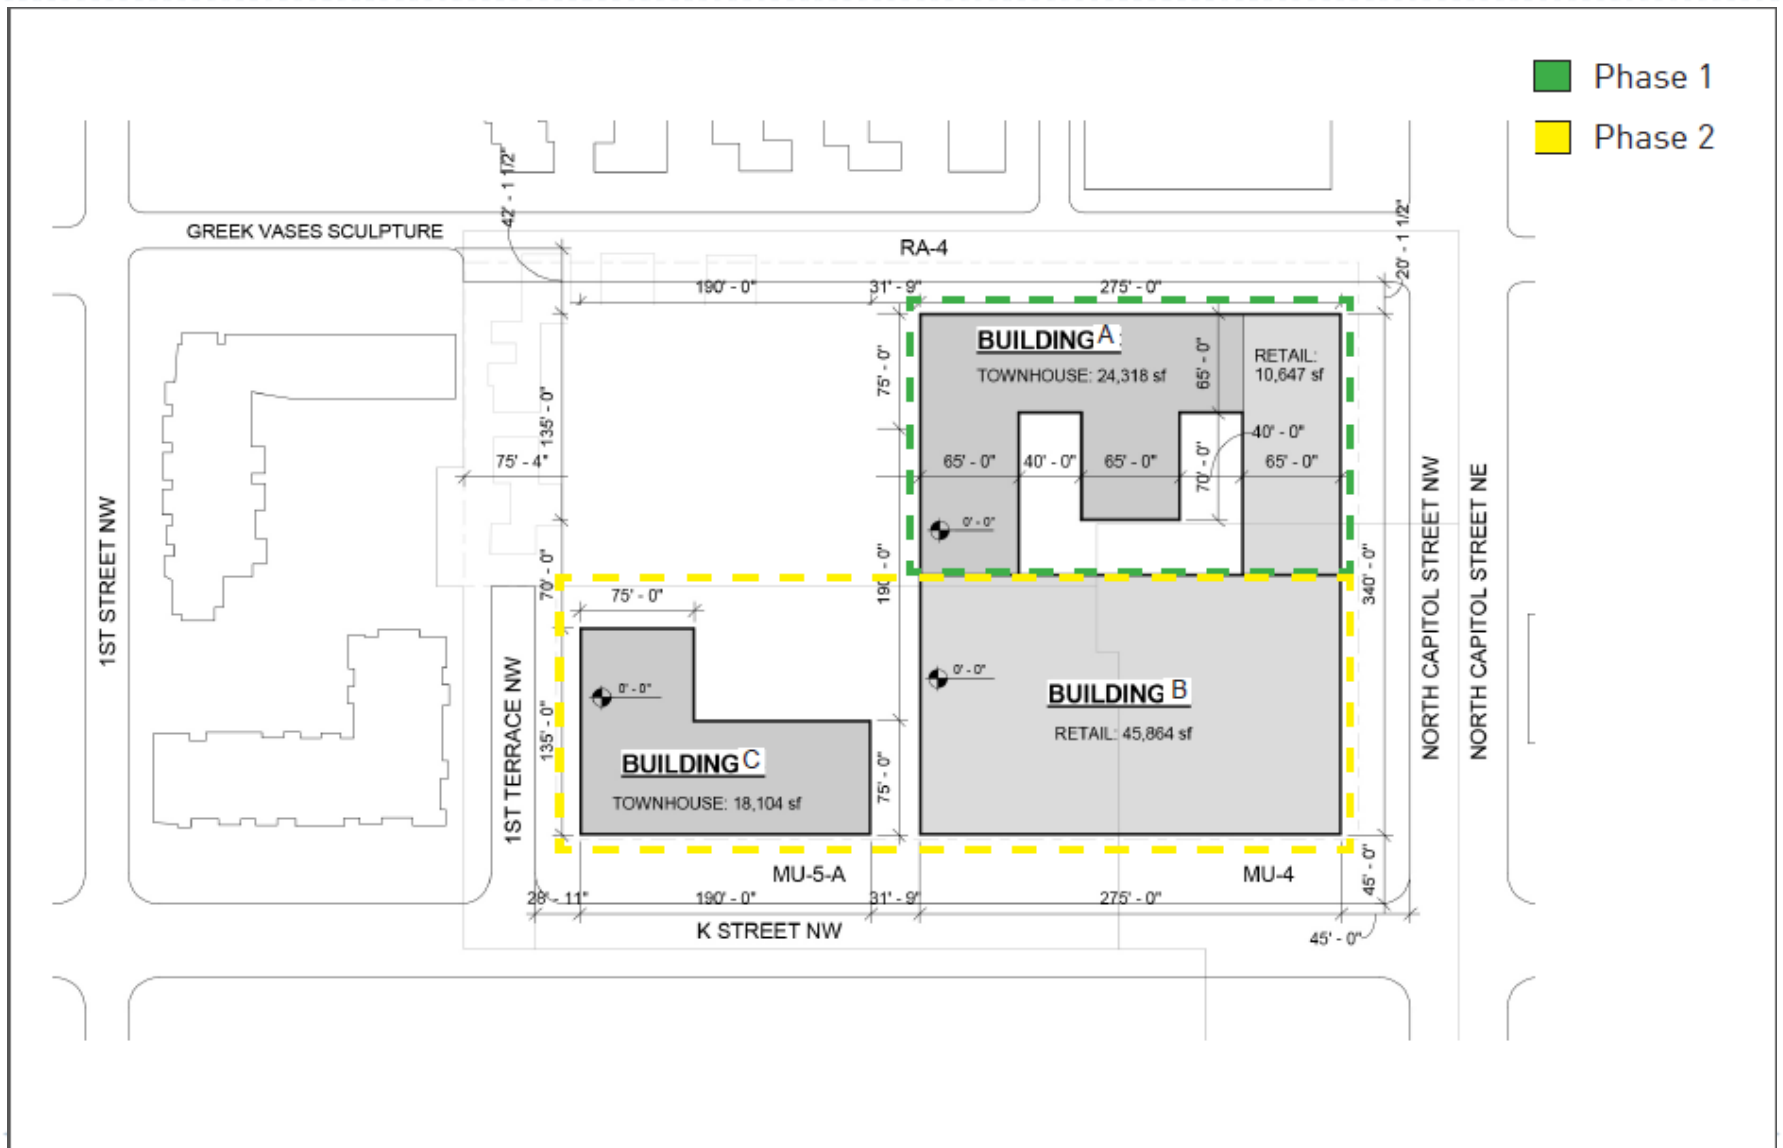 Phase 1
Phase 2
42' - 1 1/2"
20' - 1 1/2"
GREEK VASES SCULPTURE
RA-4
190' - 0"
31' - 9"
275' - 0"
BUILDING A
TOWNHOUSE: 24,318 sf
RETAIL:
10,647 sf
75' - 0"
65' - 0"
135' - 0"
75' - 4"
65' - 0"
40' - 0"
65' - 0"
70' - 0"
40' - 0"
65' - 0"
0' - 0"
1ST STREET NW
NORTH CAPITOL STREET NW
NORTH CAPITOL STREET NE
70' - 0"
75' - 0"
190' - 0"
340' - 0"
0' - 0"
0' - 0"
BUILDING B
RETAIL: 45,864 sf
1ST TERRACE NW
135' - 0"
BUILDING C
TOWNHOUSE: 18,104 sf
75' - 0"
MU-5-A
MU-4
45' - 0"
28' - 11"
190' - 0"
31' - 9"
275' - 0"
K STREET NW
45' - 0"